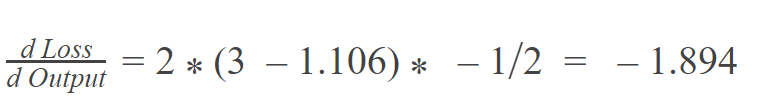 d Loss / d Output = 2 * (3 – 1.106) * – 1/2 = – 1.894